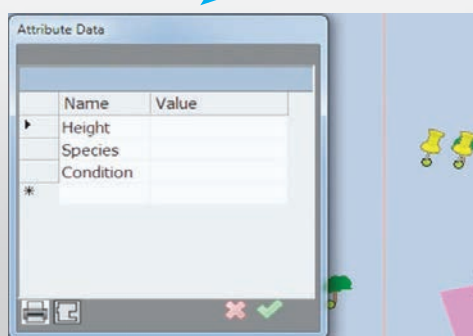 Attribute Data
Name Value
Height
Species
Condition
*